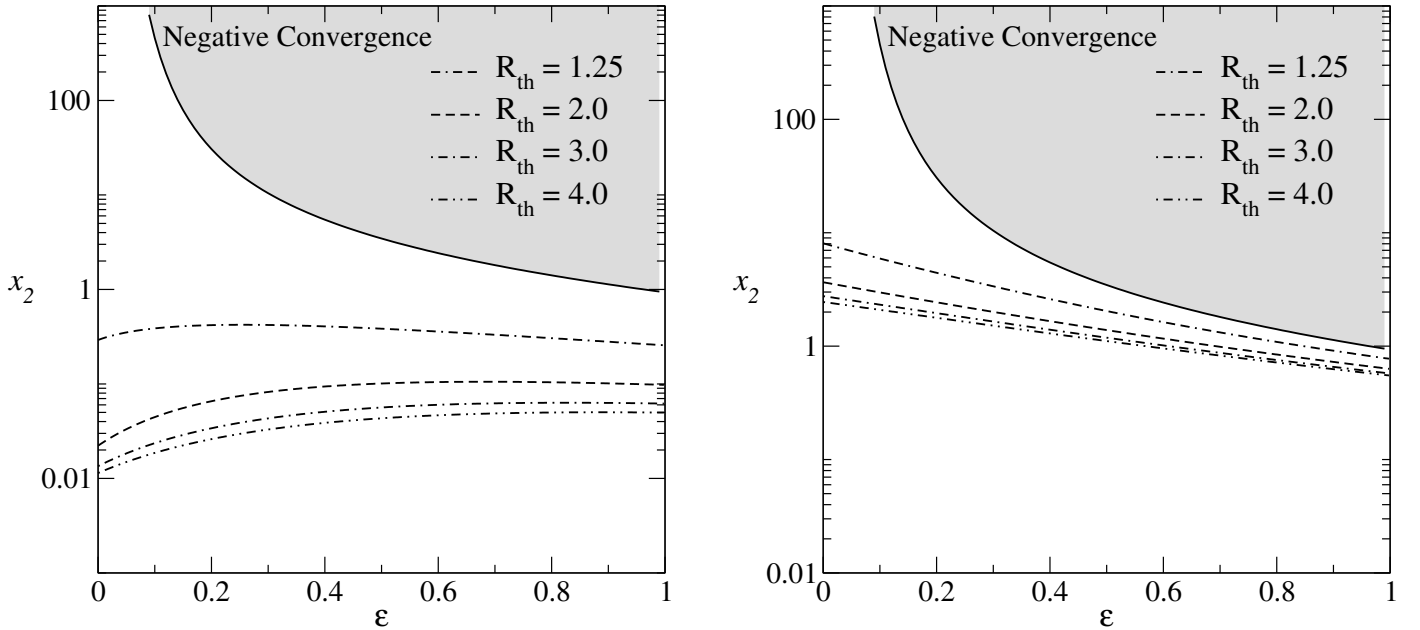 Negative Convergence
R_th = 1.25
R_th = 2.0
R_th = 3.0
R_th = 4.0
100
1
0.01
x_2
0
0.2
0.4
0.6
0.8
1
ε
Negative Convergence
R_th = 1.25
R_th = 2.0
R_th = 3.0
R_th = 4.0
100
1
0.01
x_2
0
0.2
0.4
0.6
0.8
1
ε